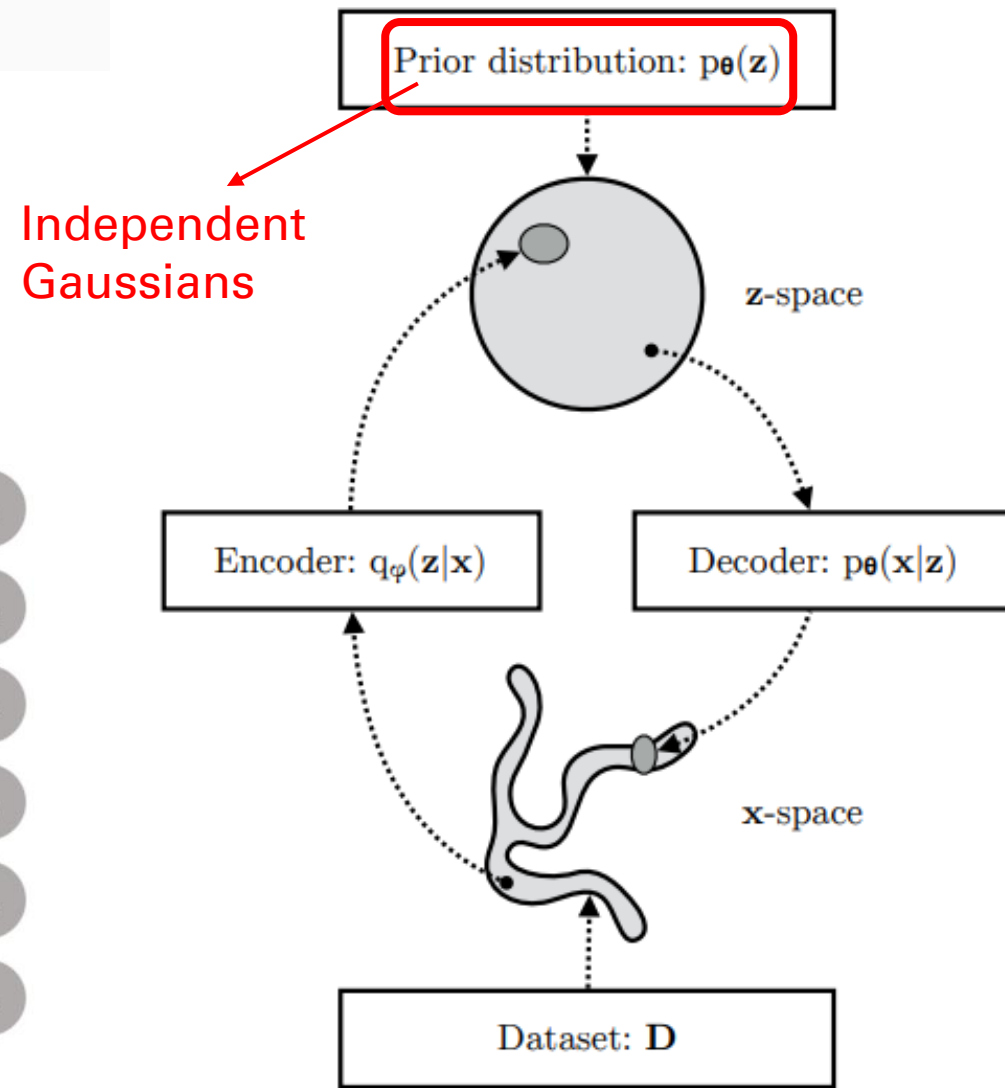 Prior distribution: pθ(z)
Independent
Gaussians
z-space
Encoder: qφ(z|x)
Decoder: pθ(x|z)
x-space
Dataset: D